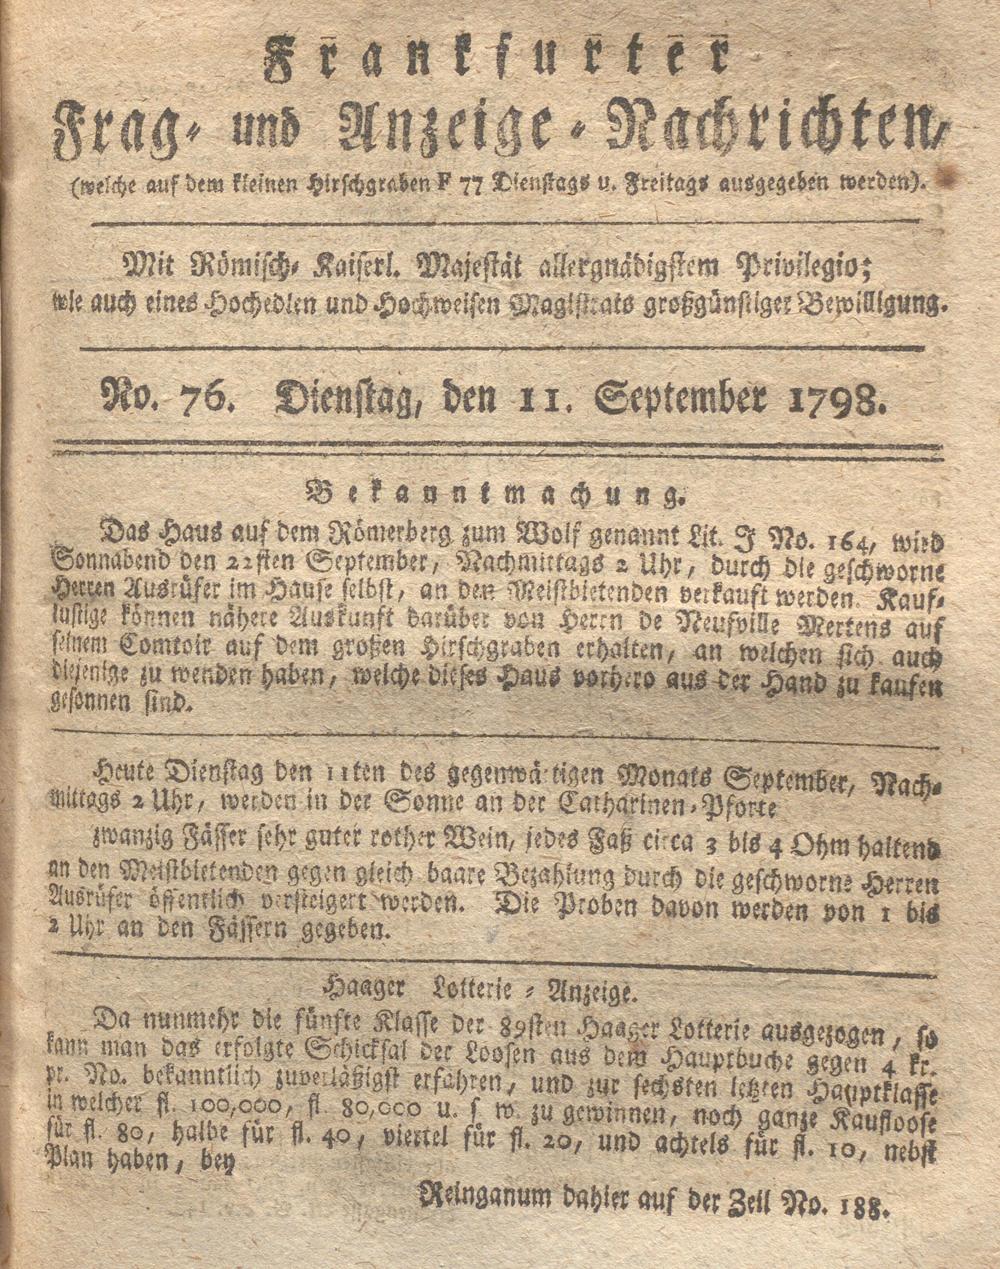 Frankfurter
Frag- und Anzeige-Nachrichten,
(welche auf dem kleinen Hirschgraben F 77 Dienstags u. Freitags ausgegeben werden).
Mit Römisch-Kaiserl. Majestät allergnädigstem Privilegio;
wie auch eines Hochedlen und Hochweisen Magistrats großgünstiger Bewilligung.
No. 76. Dienstag, den 11. September 1798.
Bekanntmachung.
Das Haus auf dem Römerberg zum Wolf genannt Lit. J No. 164, wird
Sonnabend den 22sten September, Nachmittags 2 Uhr, durch die geschworne
Herren Ausrüfer im Hause selbst, an den Meistbietenden verkauft werden. Kauf-
lustige können nähere Auskunft darüber von Herrn de Neufville Mertens auf
seinem Comtoir auf dem großen Hirschgraben erhalten, an welchen sich auch
diejenige zu wenden haben, welche dieses Haus vorhero aus der Hand zu kaufen
gesonnen sind.
Heute Dienstag den 11ten des gegenwärtigen Monats September, Nach-
mittags 2 Uhr, werden in der Sonne an der Catharinen-Pforte
zwanzig Fässer sehr guter rother Wein, jedes Faß circa 3 bis 4 Ohm haltend
an den Meistbietenden gegen gleich baare Bezahlung durch die geschworne Herren
Ausrüfer öffentlich versteigert werden. Die Proben davon werden von 1 bis
2 Uhr an den Fässern gegeben.
Haager Lotterie-Anzeige.
Da nunmehr die fünfte Klasse der 89sten Haager Lotterie ausgezogen, so
kann man das erfolgte Schicksal der Loosen aus dem Hauptbuche gegen 4 kr.
pr. No. bekanntlich zuverläßigst erfahren, und zur sechsten letzten Hauptklasse
in welcher fl. 100,000, fl. 80,000 u. s. w. zu gewinnen, noch ganze Kaufloose
für fl. 80, halbe für fl. 40, viertel für fl. 20, und achtels für fl. 10, nebst
Plan haben, bey
Reinganum dahier auf der Zeil No. 188.